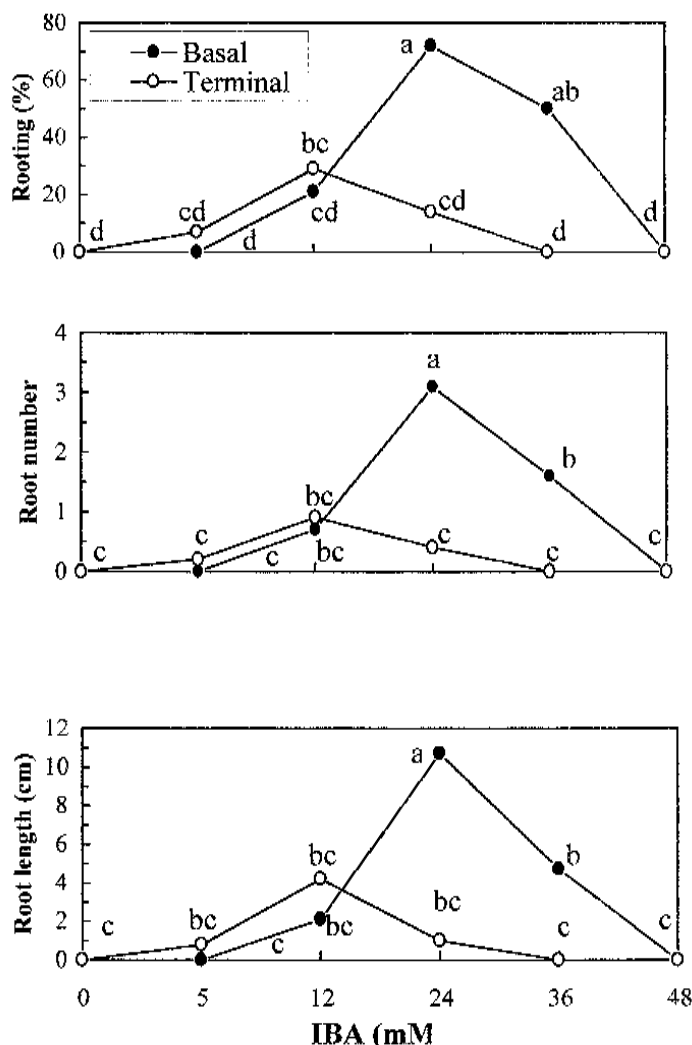 80
60
40
20
0
Rooting (%)
Basal
Terminal
a
ab
bc
cd
cd
cd
d
d
d
d
4
3
2
1
0
Root number
a
b
bc
bc
c
c
c
c
c
c
12
10
8
6
4
2
0
Root length (cm)
a
b
bc
bc
bc
bc
c
c
c
c
0 5 12 24 36 48
IBA (mM